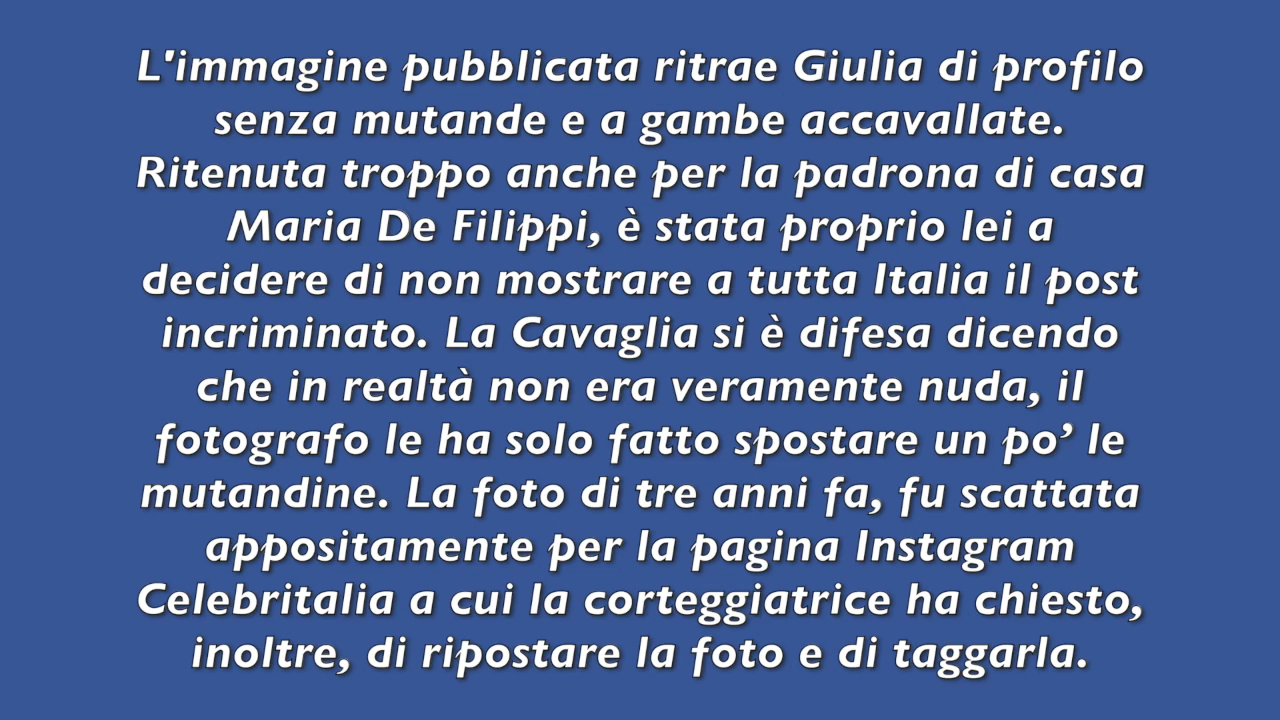 L'immagine pubblicata ritrae Giulia di profilo
senza mutande e a gambe accavallate.
Ritenuta troppo anche per la padrona di casa
Maria De Filippi, è stata proprio lei a
decidere di non mostrare a tutta Italia il post
incriminato. La Cavaglia si è difesa dicendo
che in realtà non era veramente nuda, il
fotografo le ha solo fatto spostare un po’ le
mutandine. La foto di tre anni fa, fu scattata
appositamente per la pagina Instagram
Celebritalia a cui la corteggiatrice ha chiesto,
inoltre, di ripostare la foto e di taggarla.